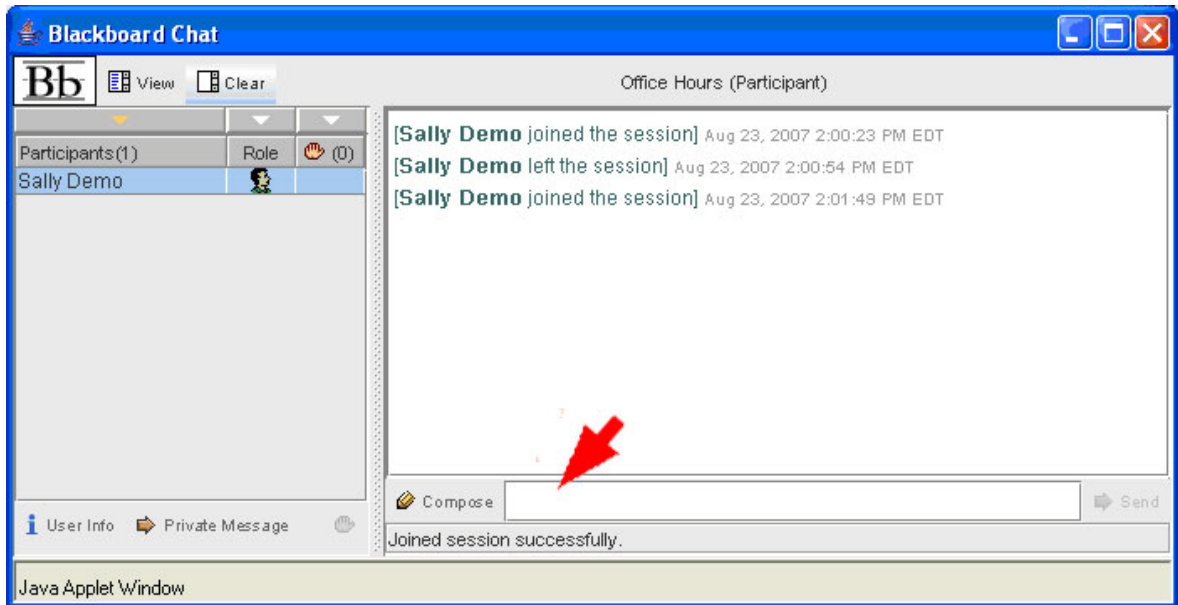 Blackboard Chat
Bb View Clear Office Hours (Participant)
Participants(1) Role (0)
Sally Demo
[Sally Demo joined the session] Aug 23, 2007 2:00:23 PM EDT
[Sally Demo left the session] Aug 23, 2007 2:00:54 PM EDT
[Sally Demo joined the session] Aug 23, 2007 2:01:49 PM EDT
User Info Private Message
Compose Send
Joined session successfully.
Java Applet Window